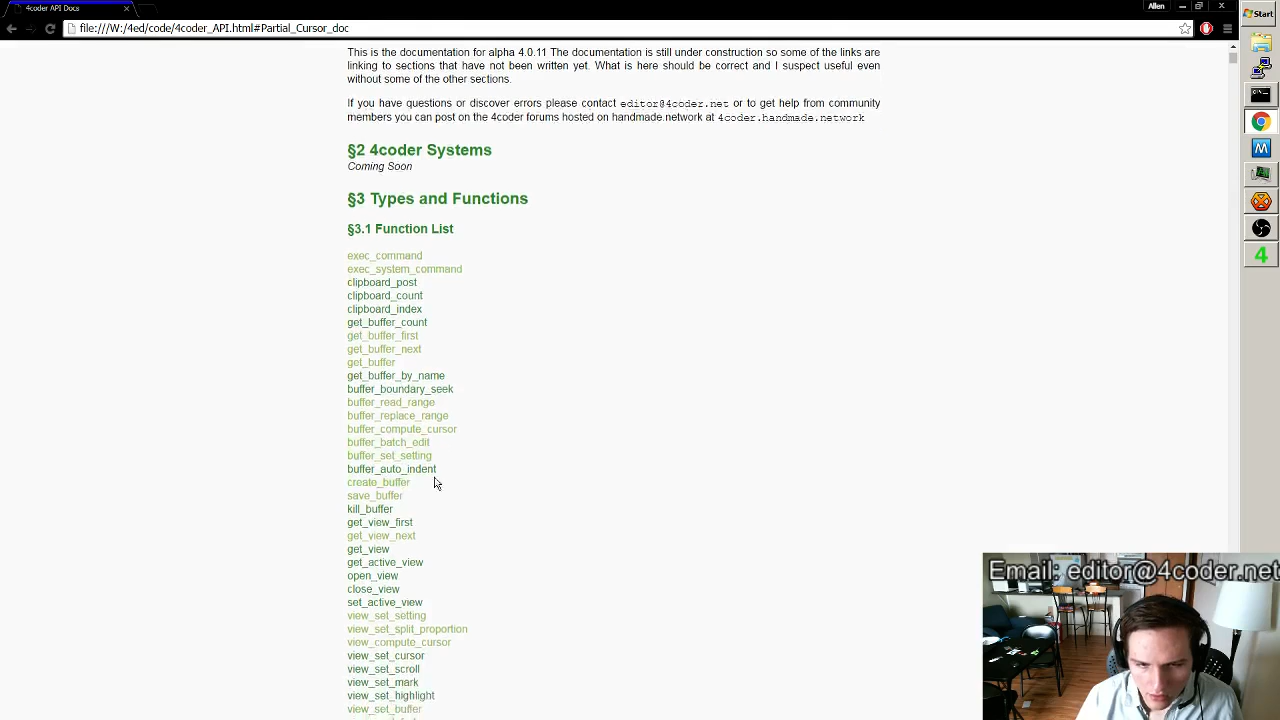 4coder API Docs
Allen
file:///W:/4ed/code/4coder_API.html#Partial_Cursor_doc
Start
This is the documentation for alpha 4.0.11 The documentation is still under construction so some of the links are
linking to sections that have not been written yet. What is here should be correct and I suspect useful even
without some of the other sections.
If you have questions or discover errors please contact editor@4coder.net or to get help from community
members you can post on the 4coder forums hosted on handmade.network at 4coder.handmade.network
§2 4coder Systems
Coming Soon
§3 Types and Functions
§3.1 Function List
exec_command
exec_system_command
clipboard_post
clipboard_count
clipboard_index
get_buffer_count
get_buffer_first
get_buffer_next
get_buffer
get_buffer_by_name
buffer_boundary_seek
buffer_read_range
buffer_replace_range
buffer_compute_cursor
buffer_batch_edit
buffer_set_setting
buffer_auto_indent
create_buffer
save_buffer
kill_buffer
get_view_first
get_view_next
get_view
get_active_view
open_view
close_view
set_active_view
view_set_setting
view_set_split_proportion
view_compute_cursor
view_set_cursor
view_set_scroll
view_set_mark
view_set_highlight
view_set_buffer
M
4
Email: editor@4coder.net